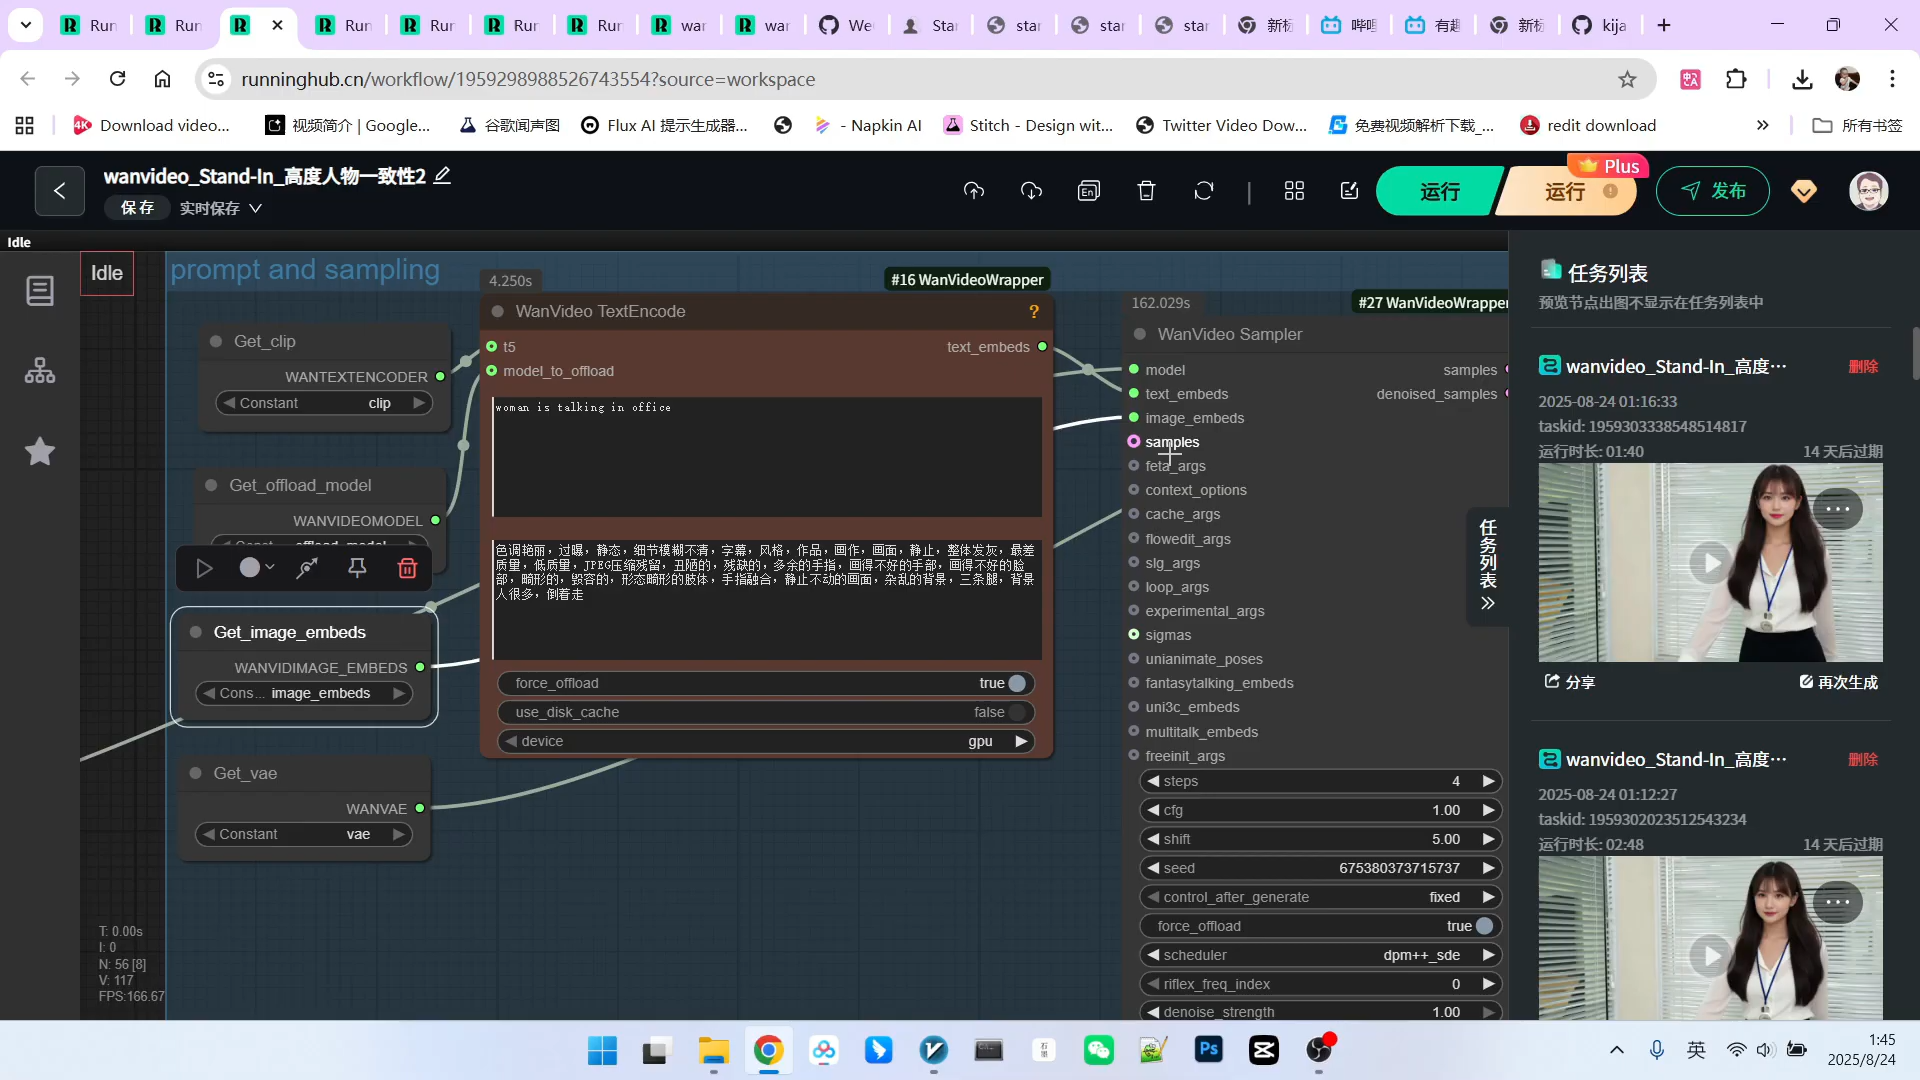 Run
Run
Run
Run
Run
Run
war
war
We
Star
star
star
star
新标
哔哩
有趣
新标
kija
runninghub.cn/workflow/1959298988526743554?source=workspace
Download video...
视频简介 | Google...
谷歌闻声图
Flux AI 提示生成器...
- Napkin AI
Stitch - Design wit...
Twitter Video Dow...
免费视频解析下载_...
redit download
所有书签
wanvideo_Stand-In_高度人物一致性2
保存
实时保存
En
运行
运行
Plus
发布
Idle
Idle
prompt and sampling
4.250s
#16 WanVideoWrapper
WanVideo TextEncode
?
t5
text_embeds
model_to_offload
woman is talking in office
色调艳丽，过曝，静态，细节模糊不清，字幕，风格，作品，画作，画面，静止，整体发灰，最差
质量，低质量，JPEG压缩残留，丑陋的，残缺的，多余的手指，画得不好的手部，画得不好的脸
部，畸形的，毁容的，形态畸形的肢体，手指融合，静止不动的画面，杂乱的背景，三条腿，背景
人很多，倒着走
force_offload true
use_disk_cache false
device gpu
Get_clip
WANTEXTENCODER
Constant clip
Get_offload_model
WANVIDEOMODEL
Const offload_model
Get_image_embeds
WANVIDIMAGE_EMBEDS
Cons... image_embeds
Get_vae
WANVAE
Constant vae
T: 0.00s
I: 0
N: 56 [8]
V: 117
FPS:166.67
162.029s
#27 WanVideoWrapper
WanVideo Sampler
model
samples
text_embeds
denoised_samples
image_embeds
samples
feta_args
context_options
cache_args
flowedit_args
slg_args
loop_args
experimental_args
sigmas
unianimate_poses
fantasytalking_embeds
uni3c_embeds
multitalk_embeds
freeinit_args
steps 4
cfg 1.00
shift 5.00
seed 675380373715737
control_after_generate fixed
force_offload true
scheduler dpm++_sde
riflex_freq_index 0
denoise_strength 1.00
任务列表
任务列表
预览节点出图不显示在任务列表中
wanvideo_Stand-In_高度···
删除
2025-08-24 01:16:33
taskid: 1959303338548514817
运行时长: 01:40
14 天后过期
分享
再次生成
wanvideo_Stand-In_高度···
删除
2025-08-24 01:12:27
taskid: 1959302023512543234
运行时长: 02:48
14 天后过期
Ps
英
1:45
2025/8/24